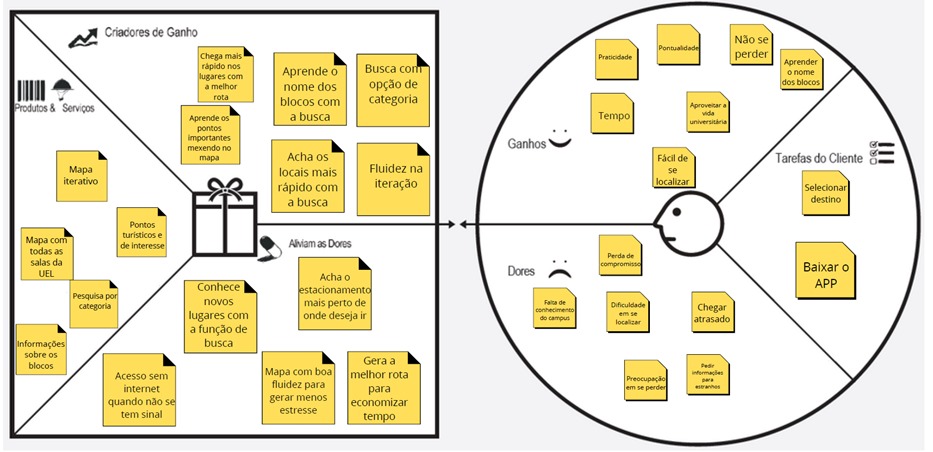 Criadores de Ganho
Chega mais
rápido nos
lugares com a
melhor
rota
Aprende o
nome dos
blocos com
a busca
Busca com
opção de
categoria
Produtos & Serviços
Aprende os
pontos
importantes
mexendo no
mapa
Acha os
locais mais
rápido com
a busca
Fluidez na
iteração
Mapa
iterativo
Pontos
turísticos e
de interesse
Mapa com
todas as
salas da
UEL
Pesquisa por
categoria
Informações
sobre os
blocos
Aliviam as Dores
Acha o
estacionamento
mais perto de
onde deseja ir
Conhece
novos
lugares com
a função de
busca
Acesso sem
internet
quando não se
tem sinal
Mapa com boa
fluidez para
gerar menos
estresse
Gera a
melhor rota
para
economizar
tempo
Praticidade
Pontualidade
Não se
perder
Aprender
o nome
dos blocos
Tempo
Aproveitar a
vida
universitária
Ganhos
Fácil de
se
localizar
Tarefas do Cliente
Selecionar
destino
Baixar o
APP
Dores
Perda de
compromisso
Falta de
conhecimento
do campus
Dificuldade
em se
localizar
Chegar
atrasado
Preocupação
em se perder
Pedir
informações
para
estranhos